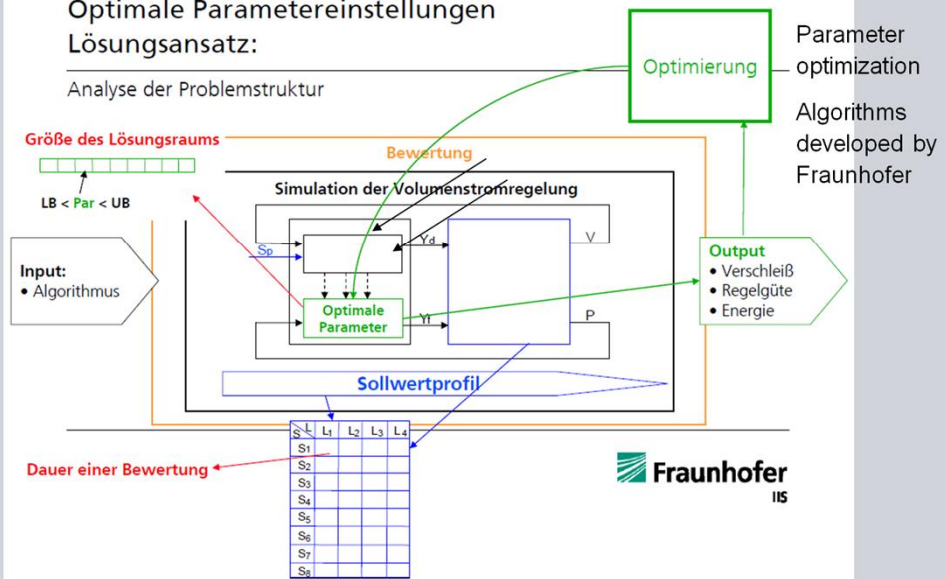 Optimale Parametereinstellungen
Lösungsansatz:
Analyse der Problemstruktur
Optimierung
Parameter
optimization
Algorithms
developed by
Fraunhofer
Größe des Lösungsraums
LB < Par < UB
Bewertung
Simulation der Volumenstromregelung
Sp
Yd
V
Input:
• Algorithmus
Optimale
Parameter
Yf
P
Output
• Verschleiß
• Regelgüte
• Energie
Sollwertprofil
S L L1 L2 L3 L4
S1
S2
S3
S4
S5
S6
S7
S8
Dauer einer Bewertung
Fraunhofer
IIS